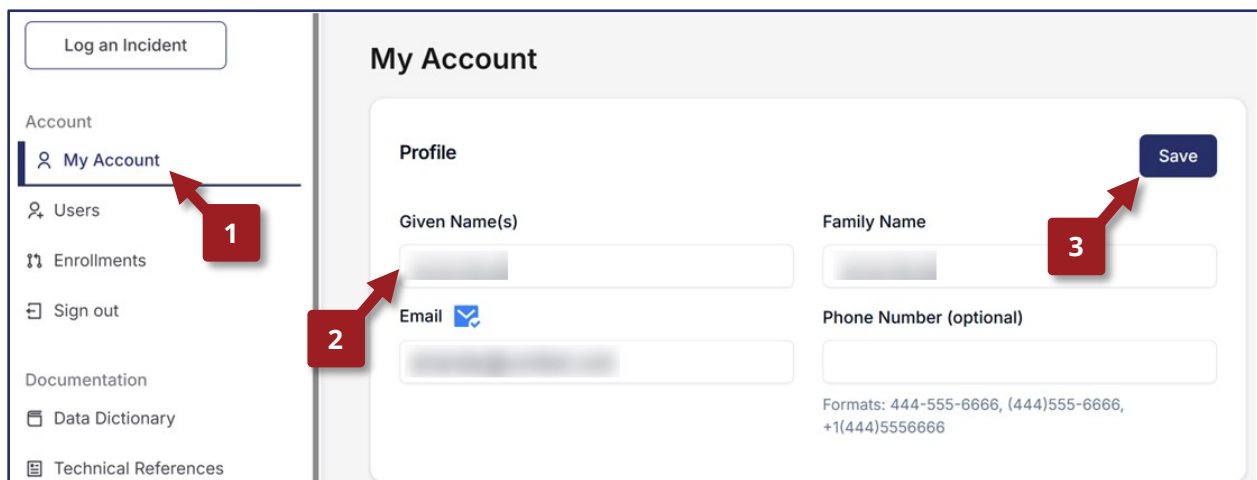 Log an Incident
Account
My Account
Users
Enrollments
Sign out
Documentation
Data Dictionary
Technical References
1
My Account
Profile
Save
3
Given Name(s)
Family Name
2
Email
Phone Number (optional)
Formats: 444-555-6666, (444)555-6666,
+1(444)5556666